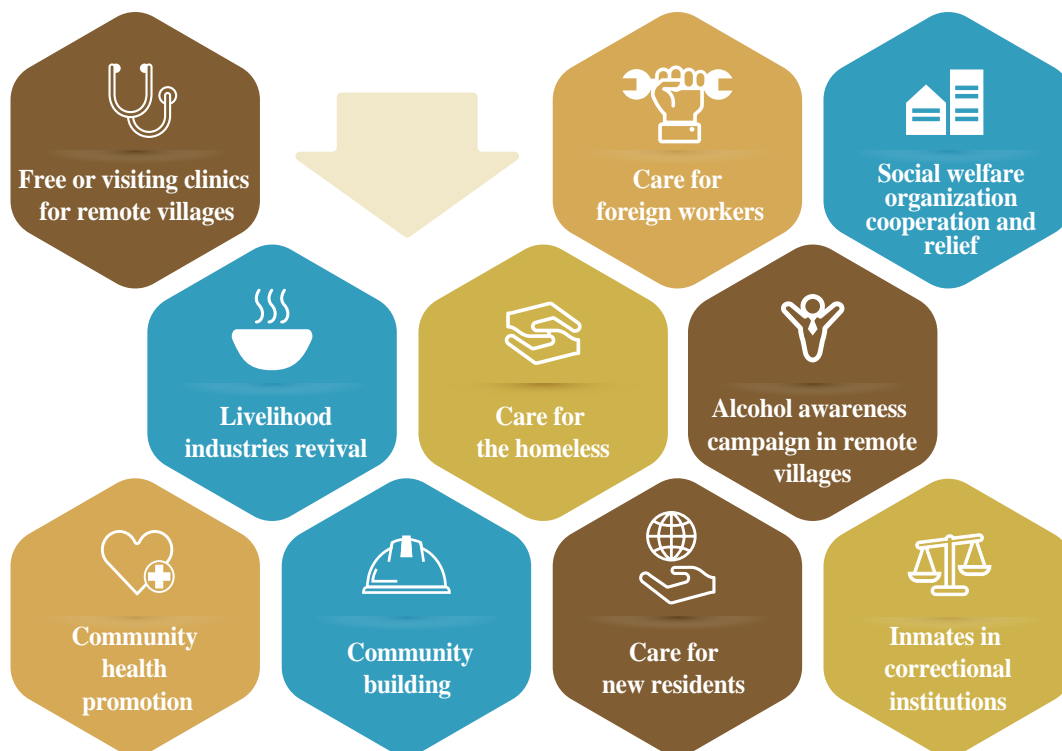 Free or visiting clinics
for remote villages
Care for
foreign workers
Social welfare
organization
cooperation and
relief
Livelihood
industries revival
Care for
the homeless
Alcohol awareness
campaign in remote
villages
Community
health
promotion
Community
building
Care for
new residents
Inmates in
correctional
institutions